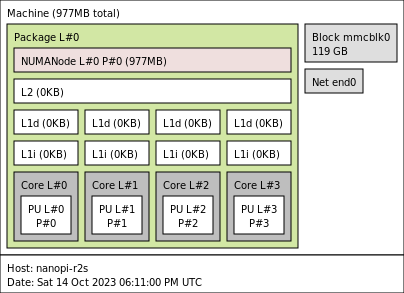 Machine (977MB total)
Package L#0
Block mmcblk0
119 GB
NUMANode L#0 P#0 (977MB)
Net end0
L2 (0KB)
L1d (0KB) L1d (0KB) L1d (0KB) L1d (0KB)
L1i (0KB) L1i (0KB) L1i (0KB) L1i (0KB)
Core L#0 Core L#1 Core L#2 Core L#3
PU L#0 PU L#1 PU L#2 PU L#3
P#0 P#1 P#2 P#3
Host: nanopi-r2s
Date: Sat 14 Oct 2023 06:11:00 PM UTC